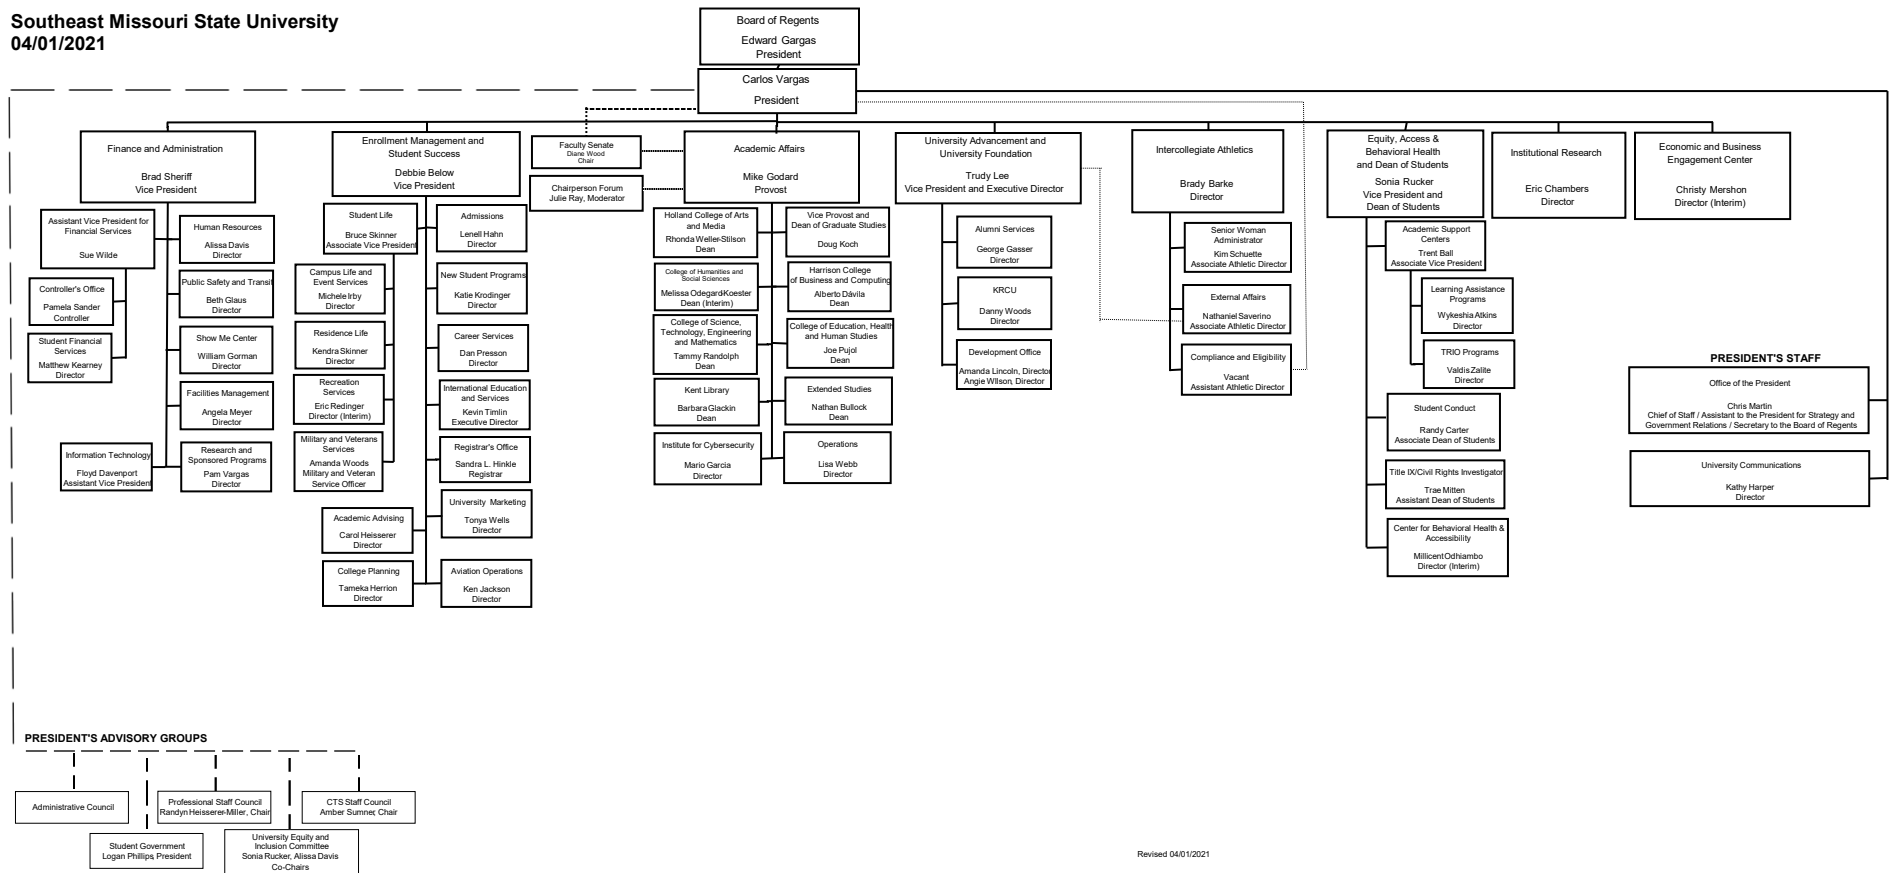 Southeast Missouri State University
04/01/2021
Board of Regents
Edward Gargas
President
Carlos Vargas
President
Finance and Administration
Brad Sheriff
Vice President
Enrollment Management and
Student Success
Debbie Below
Vice President
Faculty Senate
Diane Wood
Chair
Chairperson Forum
Julie Ray, Moderator
Academic Affairs
Mike Godard
Provost
University Advancement and
University Foundation
Trudy Lee
Vice President and Executive Director
Intercollegiate Athletics
Brady Barke
Director
Equity, Access &
Behavioral Health
and Dean of Students
Sonia Rucker
Vice President and
Dean of Students
Institutional Research
Eric Chambers
Director
Economic and Business
Engagement Center
Christy Mershon
Director (Interim)
Assistant Vice President for
Financial Services
Sue Wilde
Human Resources
Alissa Davis
Director
Controller's Office
Pamela Sander
Controller
Public Safety and Transit
Beth Glaus
Director
Student Financial
Services
Matthew Kearney
Director
Show Me Center
William Gorman
Director
Facilities Management
Angela Meyer
Director
Information Technology
Floyd Davenport
Assistant Vice President
Research and
Sponsored Programs
Pam Vargas
Director
Student Life
Bruce Skinner
Associate Vice President
Admissions
Lenell Hahn
Director
Campus Life and
Event Services
Michele Irby
Director
New Student Programs
Katie Krodinger
Director
Residence Life
Kendra Skinner
Director
Career Services
Dan Presson
Director
Recreation
Services
Eric Redinger
Director (Interim)
International Education
and Services
Kevin Timlin
Executive Director
Military and Veterans
Services
Amanda Woods
Military and Veteran
Service Officer
Registrar's Office
Sandra L. Hinkle
Registrar
Academic Advising
Carol Heisserer
Director
University Marketing
Tonya Wells
Director
College Planning
Tameka Herrion
Director
Aviation Operations
Ken Jackson
Director
Holland College of Arts
and Media
Rhonda Weller-Stilson
Dean
Vice Provost and
Dean of Graduate Studies
Doug Koch
College of Humanities and
Social Sciences
Melissa Odegard-Koester
Dean (Interim)
Harrison College
of Business and Computing
Alberto Dávila
Dean
College of Science,
Technology, Engineering
and Mathematics
Tammy Randolph
Dean
College of Education, Health
and Human Studies
Joe Pujol
Dean
Kent Library
Barbara Glackin
Dean
Extended Studies
Nathan Bullock
Dean
Institute for Cybersecurity
Mario Garcia
Director
Operations
Lisa Webb
Director
Alumni Services
George Gasser
Director
KRCU
Danny Woods
Director
Development Office
Amanda Lincoln, Director
Angie WIlson, Director
Senior Woman
Administrator
Kim Schuette
Associate Athletic Director
External Affairs
Nathaniel Saverino
Associate Athletic Director
Compliance and Eligibility
Vacant
Assistant Athletic Director
Academic Support
Centers
Trent Ball
Associate Vice President
Learning Assistance
Programs
Wykeshia Atkins
Director
TRIO Programs
Valdis Zalite
Director
Student Conduct
Randy Carter
Associate Dean of Students
Title IX/Civil Rights Investigator
Trae Mitten
Assistant Dean of Students
Center for Behavioral Health &
Accessibility
Millicent Odhiambo
Director (Interim)
PRESIDENT'S STAFF
Office of the President
Chris Martin
Chief of Staff / Assistant to the President for Strategy and
Government Relations / Secretary to the Board of Regents
University Communications
Kathy Harper
Director
PRESIDENT'S ADVISORY GROUPS
Administrative Council
Professional Staff Council
Randyn Heisserer-Miller, Chair
CTS Staff Council
Amber Sumner, Chair
Student Government
Logan Phillips, President
University Equity and
Inclusion Committee
Sonia Rucker, Alissa Davis
Co-Chairs
Revised 04/01/2021